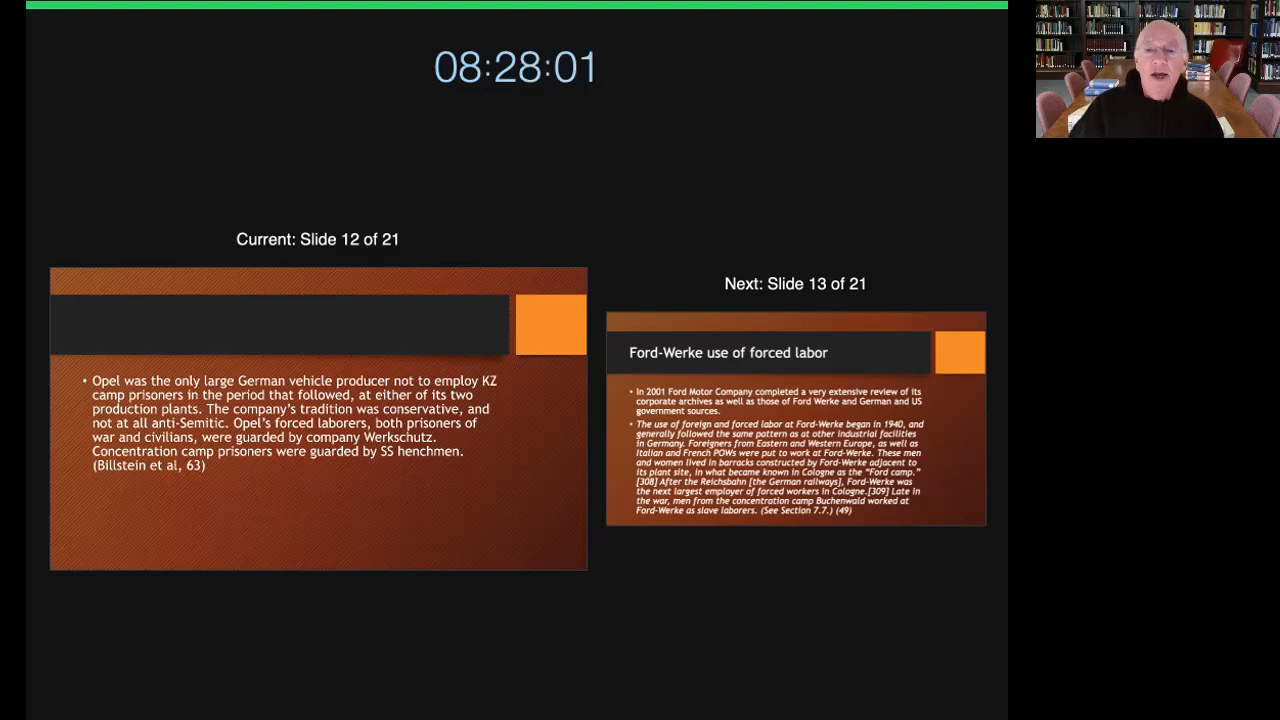 08:28:01
Current: Slide 12 of 21
• Opel was the only large German vehicle producer not to employ KZ
camp prisoners in the period that followed, at either of its two
production plants. The company's tradition was conservative, and
not at all anti-Semitic. Opel's forced laborers, both prisoners of
war and civilians, were guarded by company Werkschutz.
Concentration camp prisoners were guarded by SS henchmen.
(Billstein et al, 63)
Next: Slide 13 of 21
Ford-Werke use of forced labor
• In 2001 Ford Motor Company completed a very extensive review of its
corporate archives as well as those of Ford Werke and German and US
government sources.
• The use of foreign and forced labor at Ford-Werke began in 1940, and
generally followed the same pattern as at other industrial facilities
in Germany. Foreigners from Eastern and Western Europe, as well as
Italian and French POWs were put to work at Ford-Werke. These men
and women lived in barracks constructed by Ford-Werke adjacent to
its plant site, in what became known in Cologne as the "Ford camp."
[308] After the Reichsbahn [the German railways], Ford-Werke was
the next largest employer of forced workers in Cologne.[309] Late in
the war, men from the concentration camp Buchenwald worked at
Ford-Werke as slave laborers. (See Section 7.7.) (49)